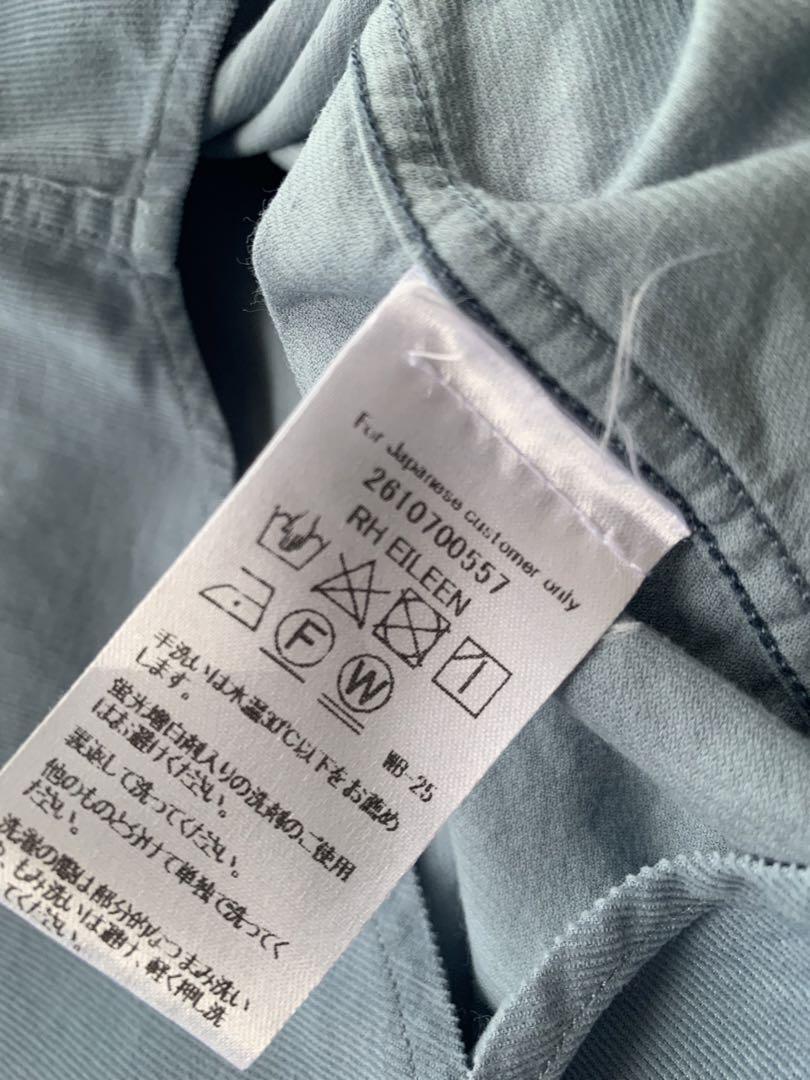 For Japanese customer only
2610700557
RH EILEEN
F W
WB-25
手洗いは水温30℃以下をお薦め
します。
蛍光増白剤入りの洗剤のご使用
はお避けください。
裏返して洗ってください。
他のものと分けて単独で洗ってく
ださい。
洗濯の際は部分的なつまみ洗い
、もみ洗いは避け、軽く押し洗
てください。